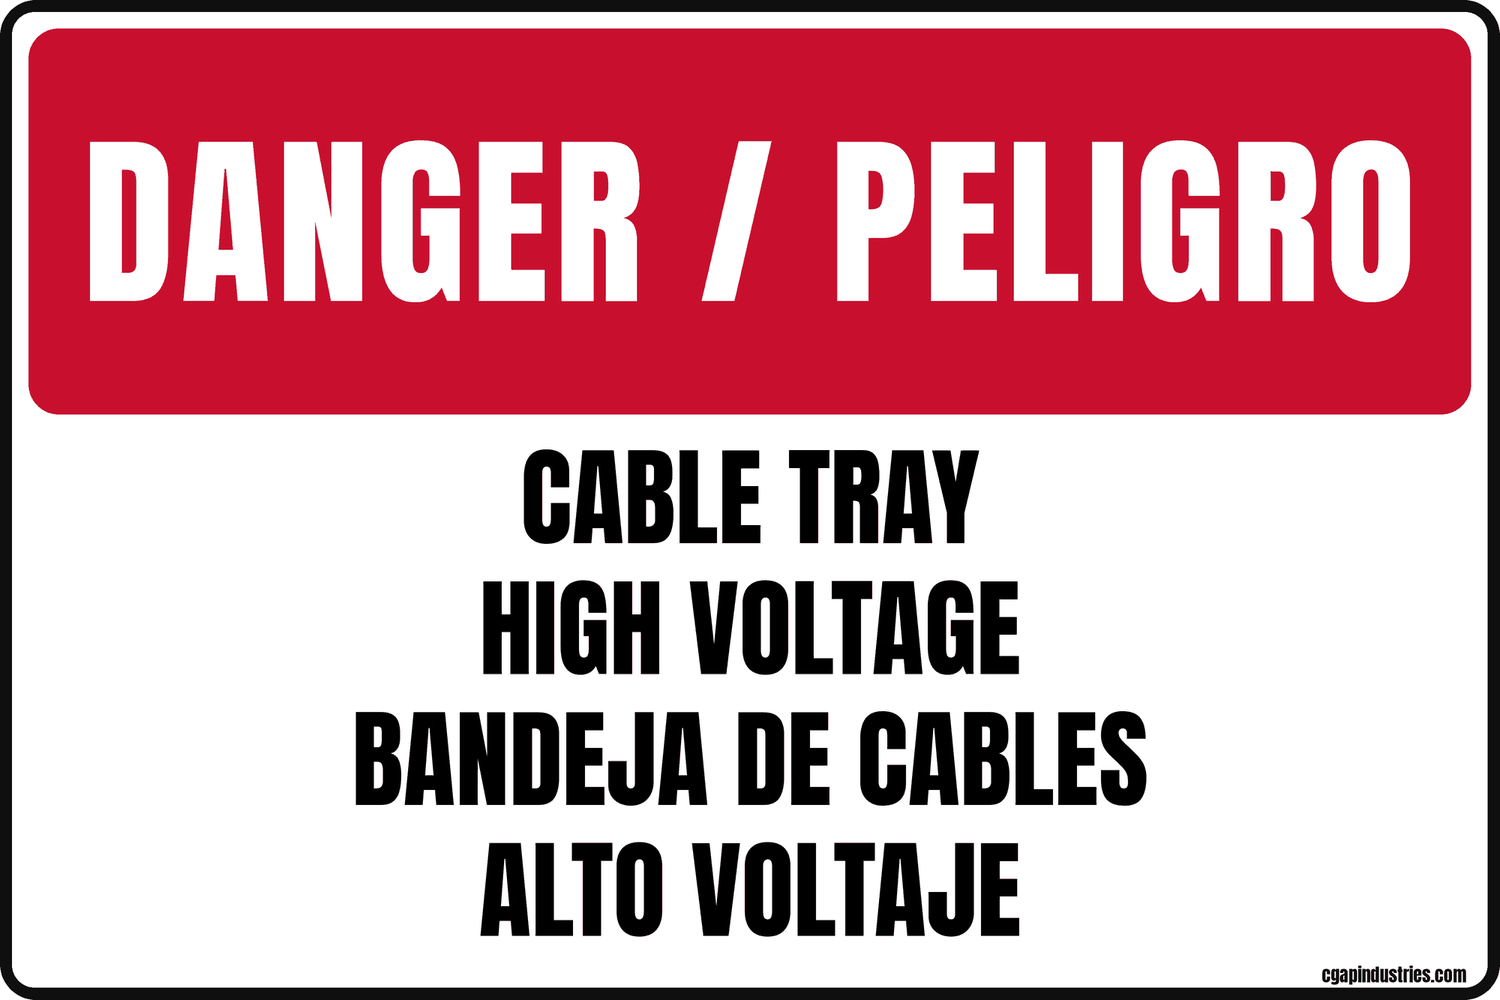 DANGER / PELIGRO
CABLE TRAY
HIGH VOLTAGE
BANDEJA DE CABLES
ALTO VOLTAJE
cgapindustries.com